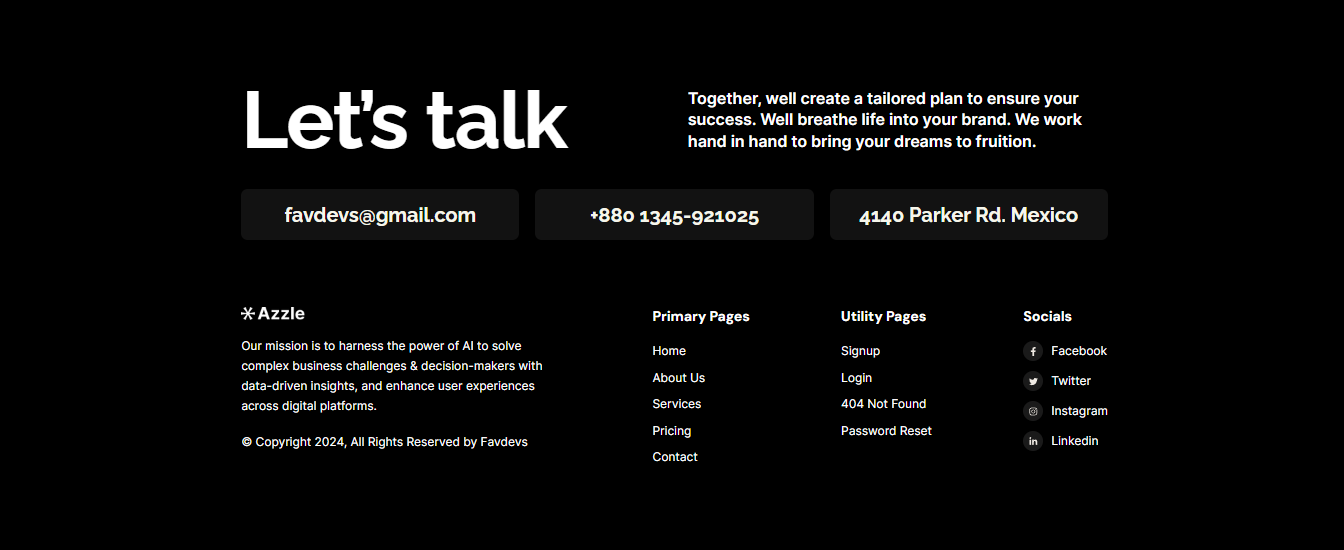 Let’s talk
Together, well create a tailored plan to ensure your
success. Well breathe life into your brand. We work
hand in hand to bring your dreams to fruition.
favdevs@gmail.com
+880 1345-921025
4140 Parker Rd. Mexico
Azzle
Our mission is to harness the power of AI to solve
complex business challenges & decision-makers with
data-driven insights, and enhance user experiences
across digital platforms.
© Copyright 2024, All Rights Reserved by Favdevs
Primary Pages
Home
About Us
Services
Pricing
Contact
Utility Pages
Signup
Login
404 Not Found
Password Reset
Socials
Facebook
Twitter
Instagram
Linkedin